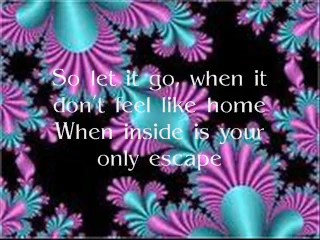 So let it go, when it
don't feel like home
When inside is your
only escape